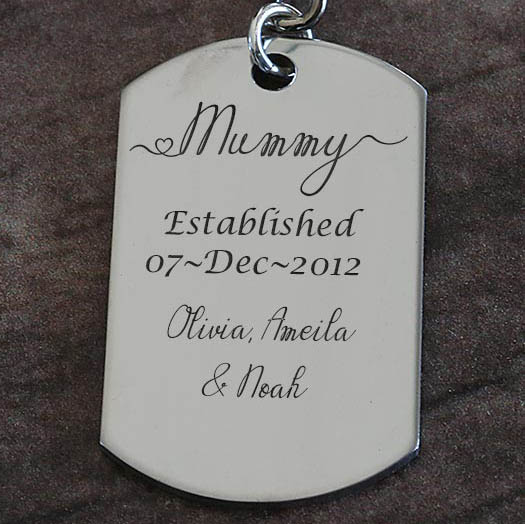 Mummy
Established
07~Dec~2012
Olivia, Ameila
& Noah